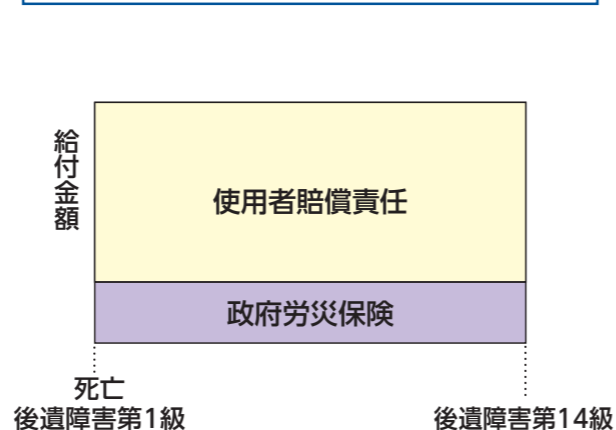 給付金額
使用者賠償責任
政府労災保険
死亡
後遺障害第1級
後遺障害第14級